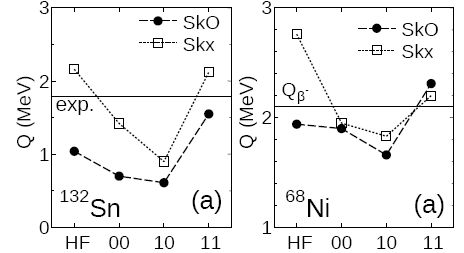 3
SkO
Skx
2
exp.
1
¹³²Sn
(a)
0
HF 00 10 11
Q (MeV)
3
SkO
Skx
Qβ⁻
2
⁶⁸Ni
(a)
1
HF 00 10 11
Q (MeV)